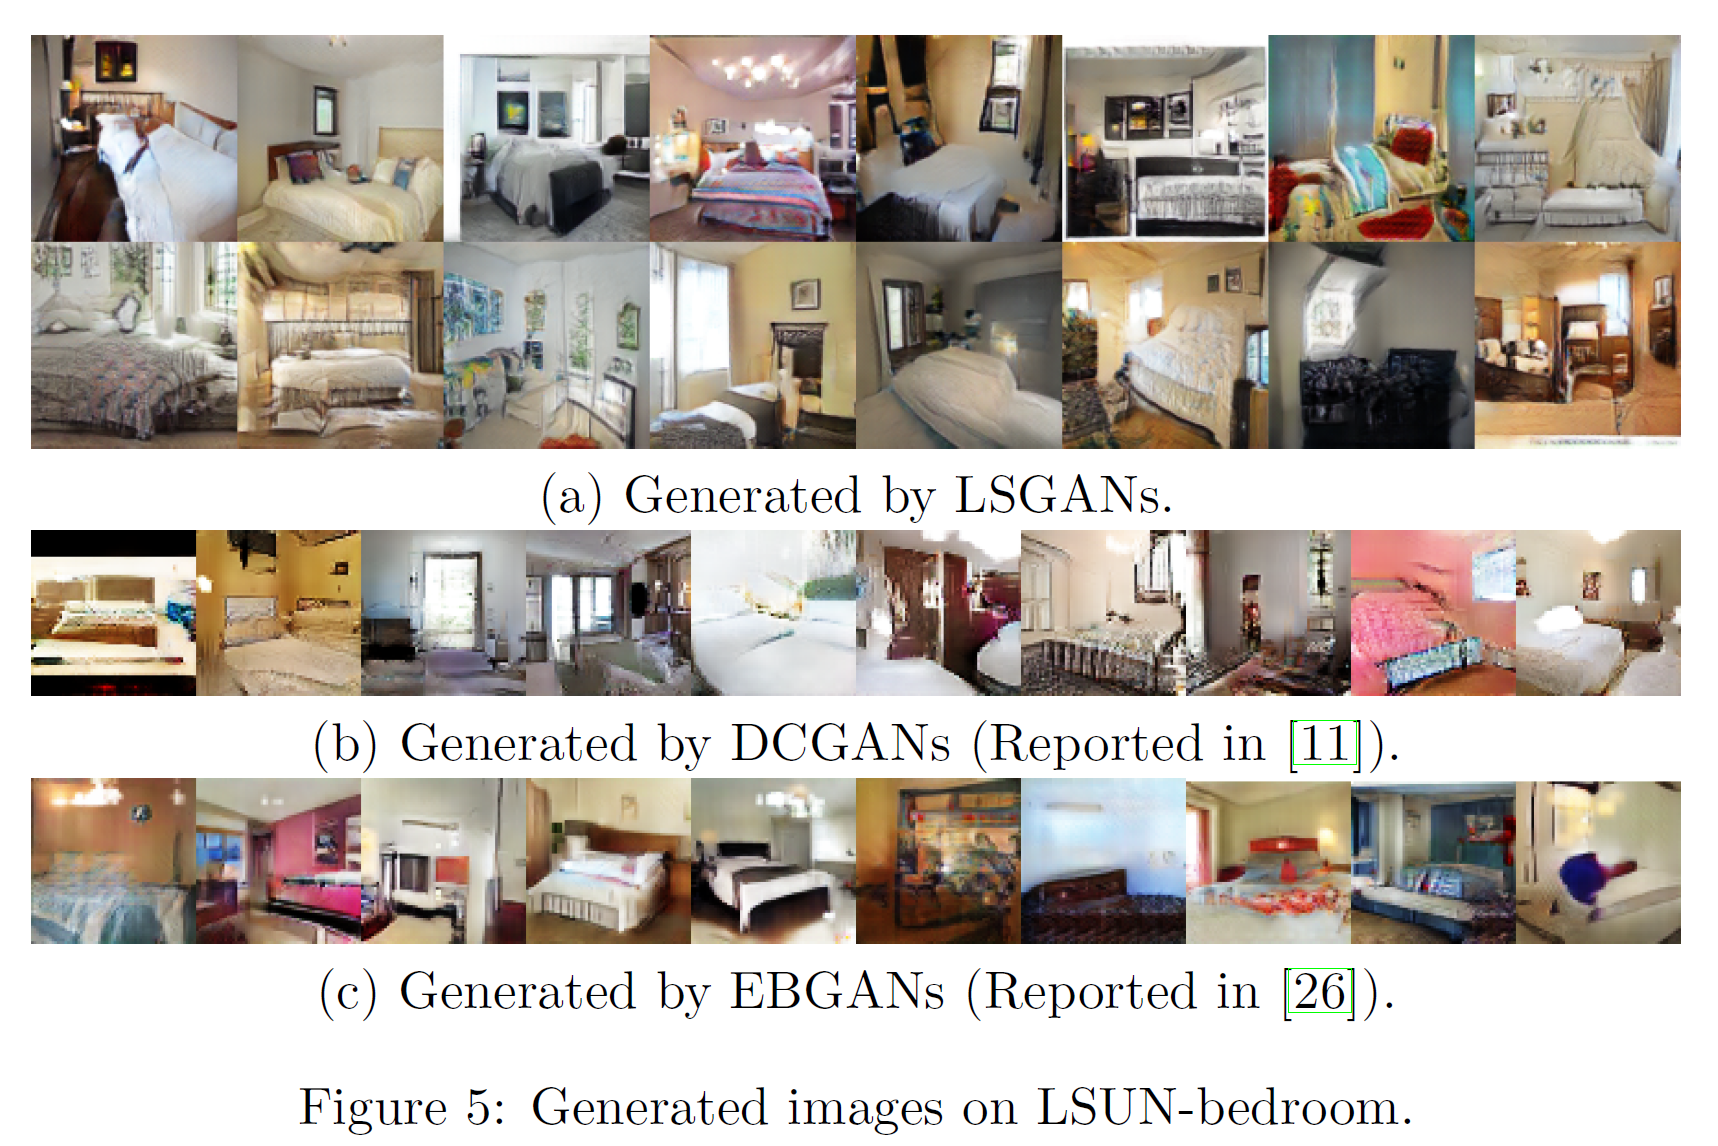 (a) Generated by LSGANs.
(b) Generated by DCGANs (Reported in [11]).
(c) Generated by EBGANs (Reported in [26]).
Figure 5: Generated images on LSUN-bedroom.